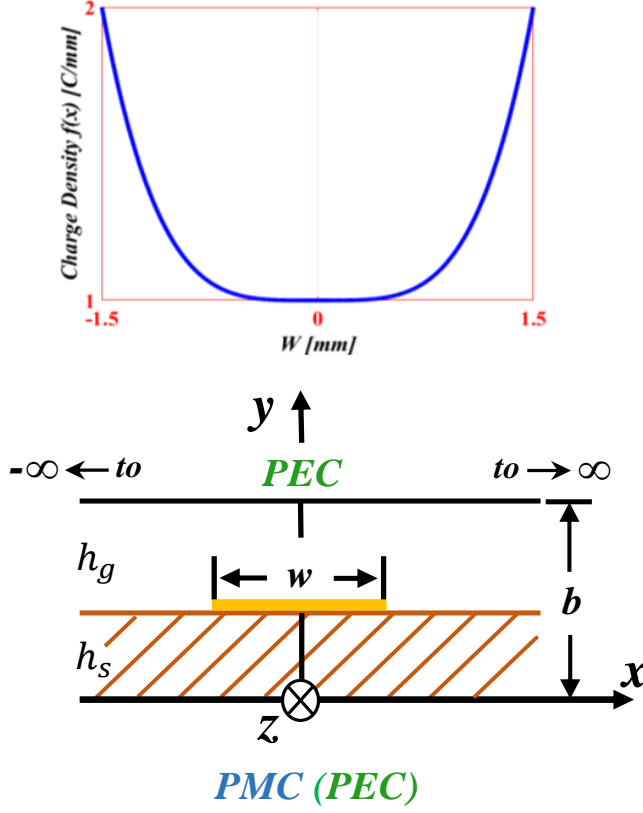 2
Charge Density f(x) [C/mm]
1
-1.5 0 1.5
W [mm]
y
-∞ ← to PEC to → ∞
h_g
w
b
h_s
x
z
PMC (PEC)